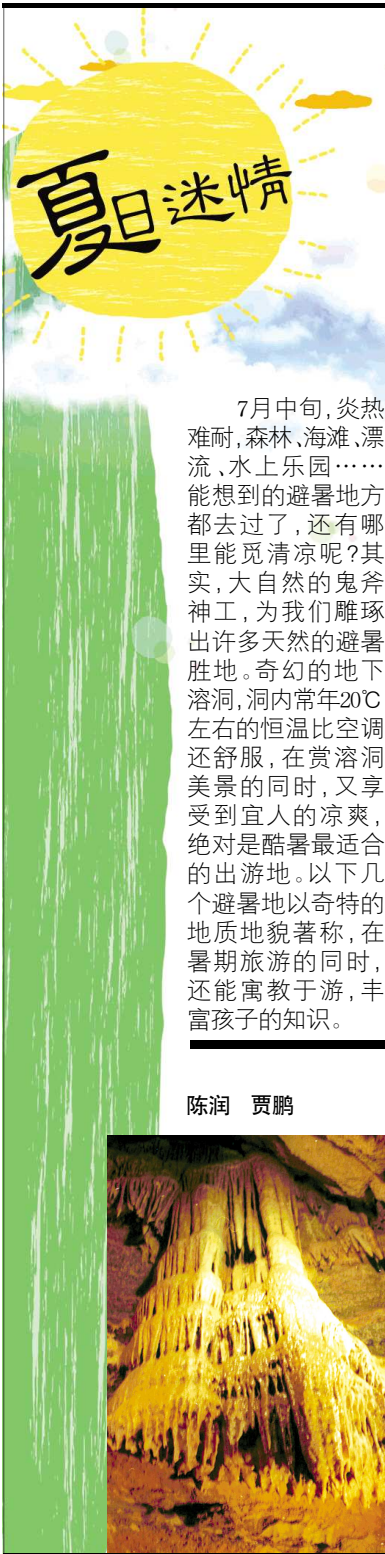 夏日迷情
7月中旬,炎热
难耐,森林、海滩、漂
流、水上乐园……
能想到的避暑地方
都去过了,还有哪
里能觅清凉呢?其
实,大自然的鬼斧
神工,为我们雕琢
出许多天然的避暑
胜地。奇幻的地下
溶洞,洞内常年20℃
左右的恒温比空调
还舒服,在赏溶洞
美景的同时,又享
受到宜人的凉爽,
绝对是酷暑最适合
的出游地。以下几
个避暑地以奇特的
地质地貌著称,在
暑期旅游的同时,
还能寓教于游,丰
富孩子的知识。
陈润 贾鹏